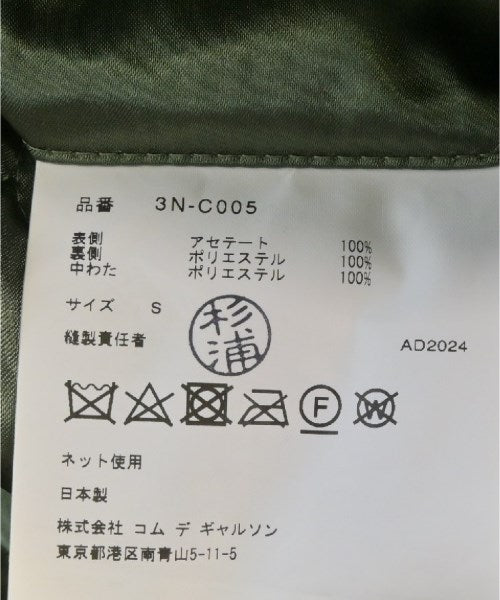 品番 3N-C005
表側 アセテート 100%
裏側 ポリエステル 100%
中わた ポリエステル 100%
サイズ S
杉浦
縫製責任者
AD2024
F W
ネット使用
日本製
株式会社 コム デ ギャルソン
東京都港区南青山5-11-5